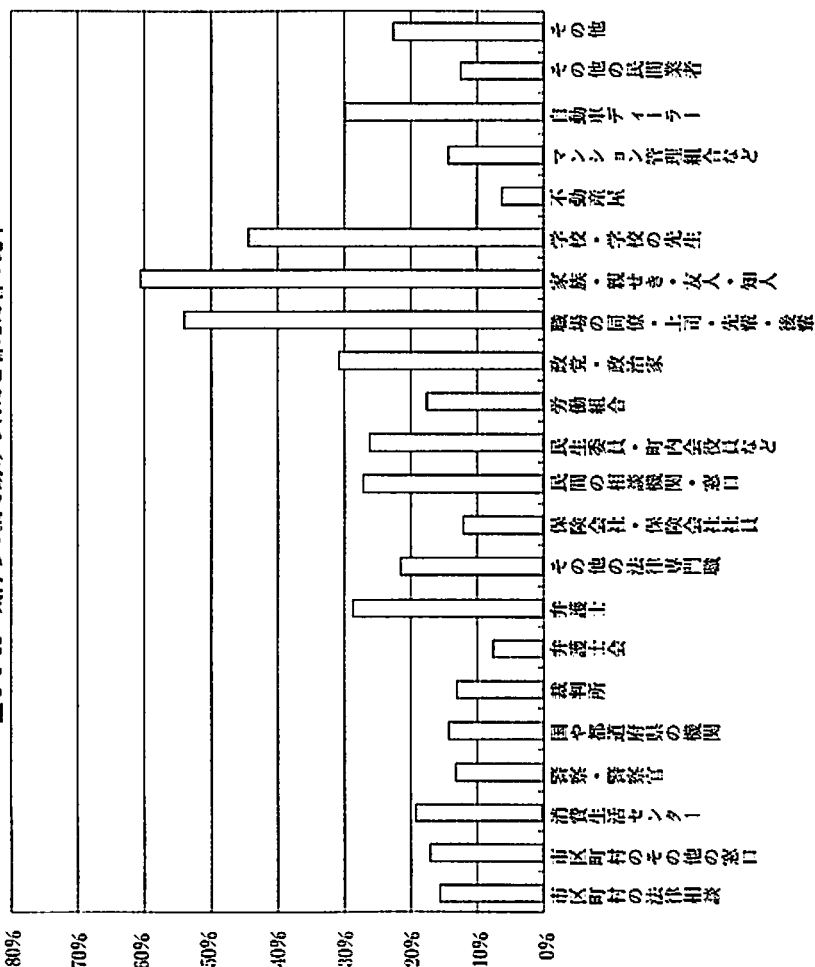 80%
70%
60%
50%
40%
30%
20%
10%
0%
市区町村の法律相談
市区町村のその他の窓口
消費生活センター
警察・警察官
国や都道府県の機関
裁判所
弁護士会
弁護士
その他の法律専門職
保険会社・保険会社社員
民間の相談機関・窓口
民生委員・町内会役員など
労働組合
政党・政治家
職場の同僚・上司・先輩・後輩
家族・親せき・友人・知人
学校・学校の先生
不動産屋
マンション管理組合など
自動車ディーラー
その他の民間業者
その他